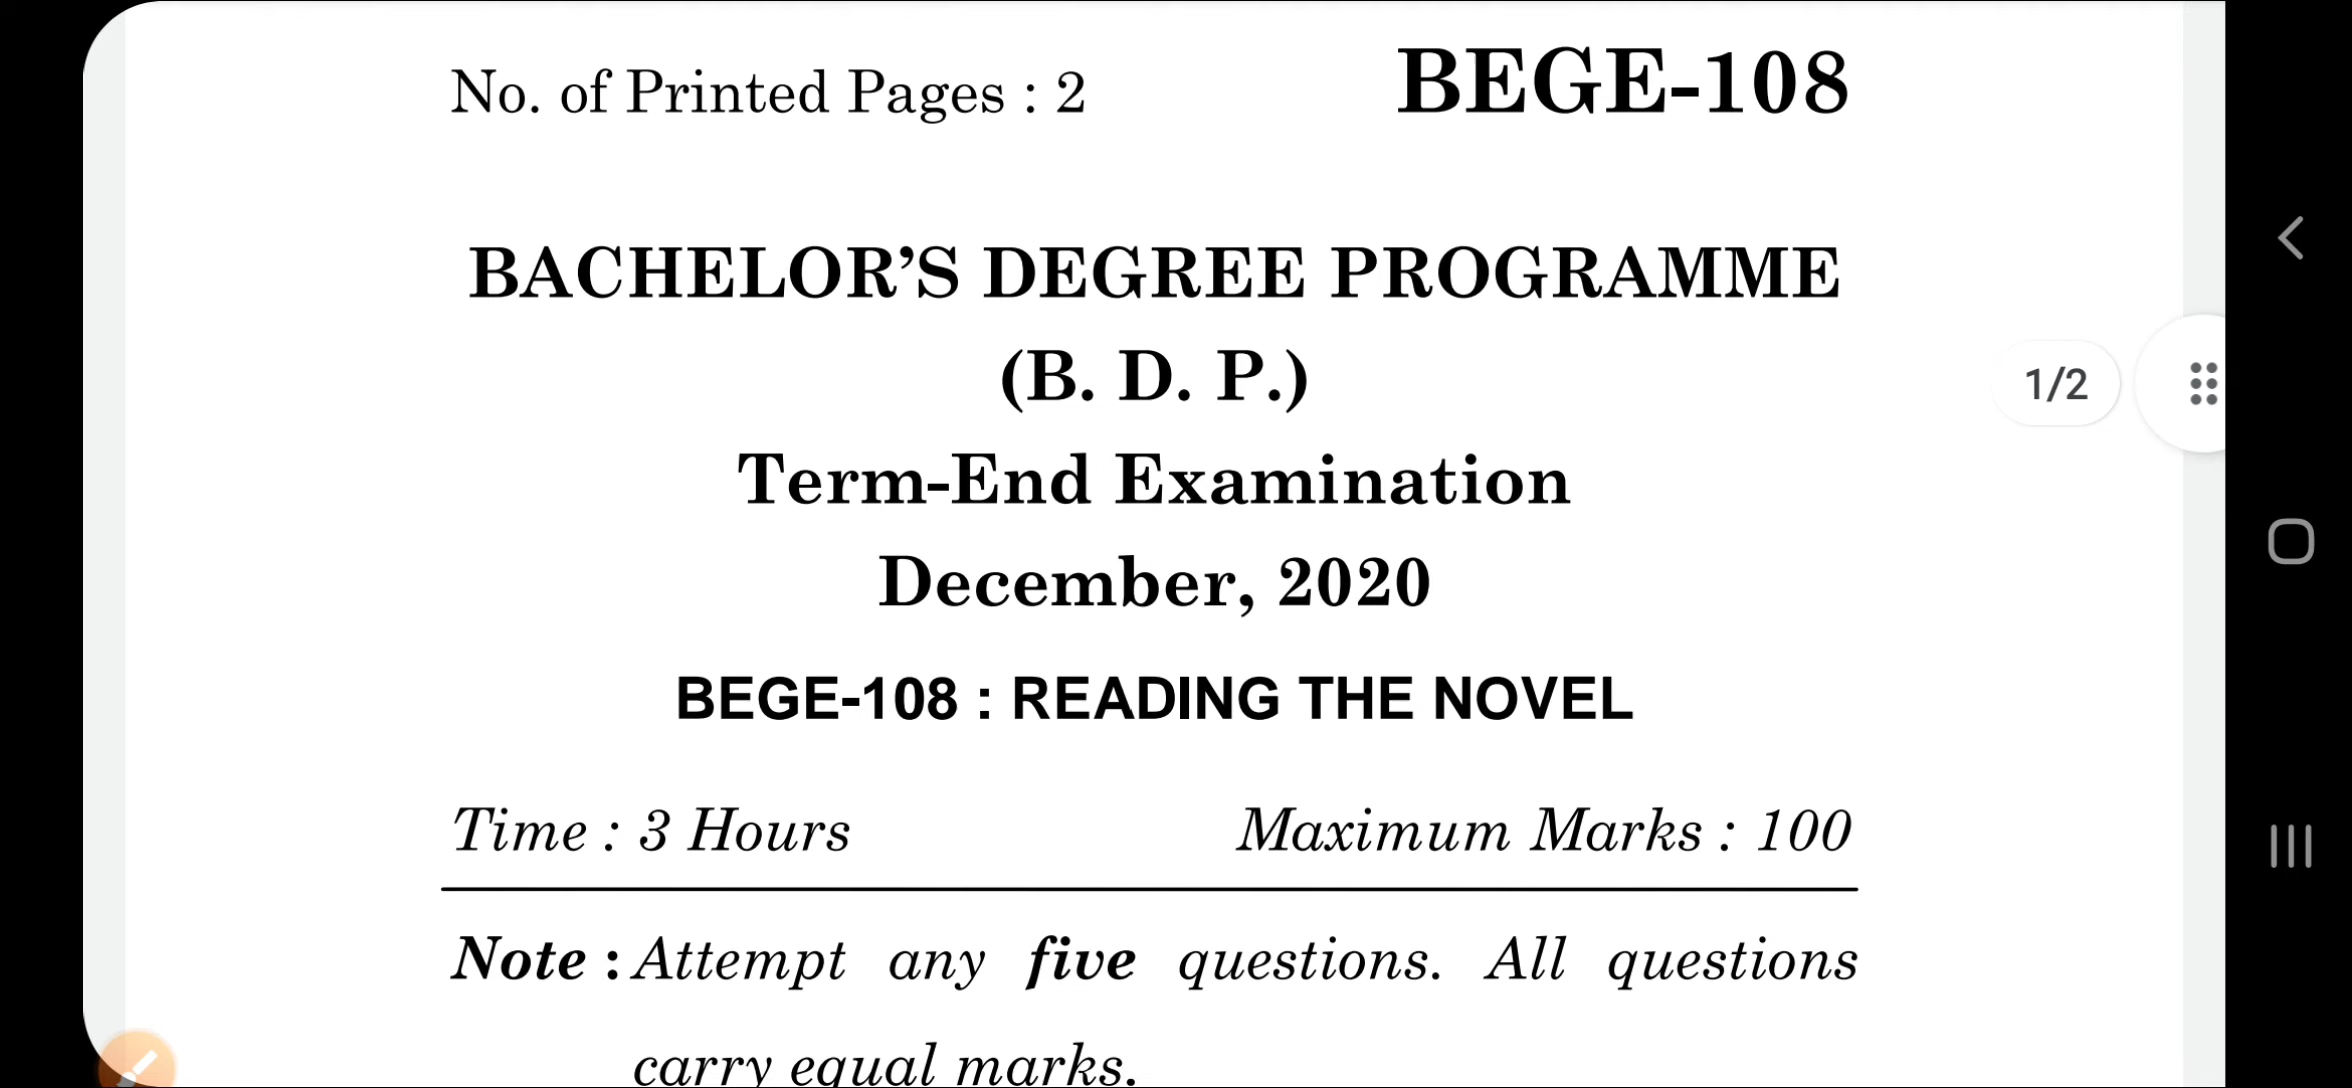 No. of Printed Pages : 2 BEGE-108
BACHELOR'S DEGREE PROGRAMME
(B. D. P.)
1/2
Term-End Examination
December, 2020
BEGE-108 : READING THE NOVEL
Time : 3 Hours Maximum Marks : 100
Note : Attempt any five questions. All questions
carry equal marks.